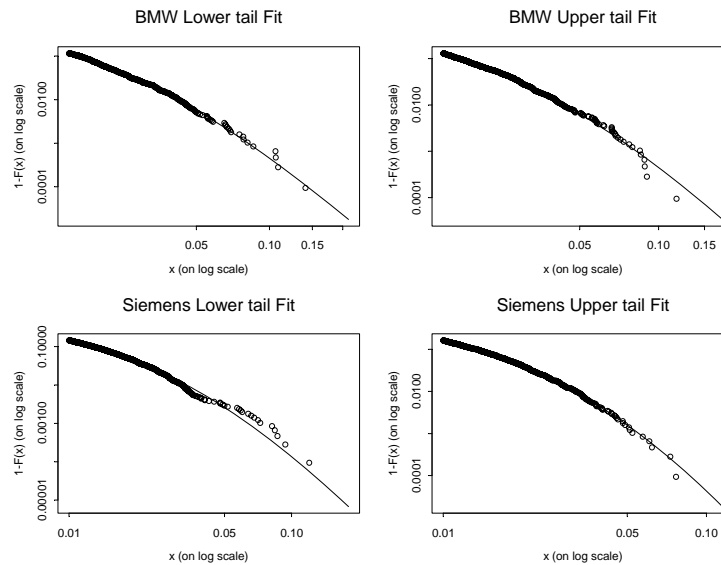 BMW Lower tail Fit
1-F(x) (on log scale)
0.0100
0.0001
0.05
0.10
0.15
x (on log scale)
BMW Upper tail Fit
1-F(x) (on log scale)
0.0100
0.0001
0.05
0.10
0.15
x (on log scale)
Siemens Lower tail Fit
1-F(x) (on log scale)
0.10000
0.00100
0.00001
0.01
0.05
0.10
x (on log scale)
Siemens Upper tail Fit
1-F(x) (on log scale)
0.0100
0.0001
0.01
0.05
0.10
x (on log scale)